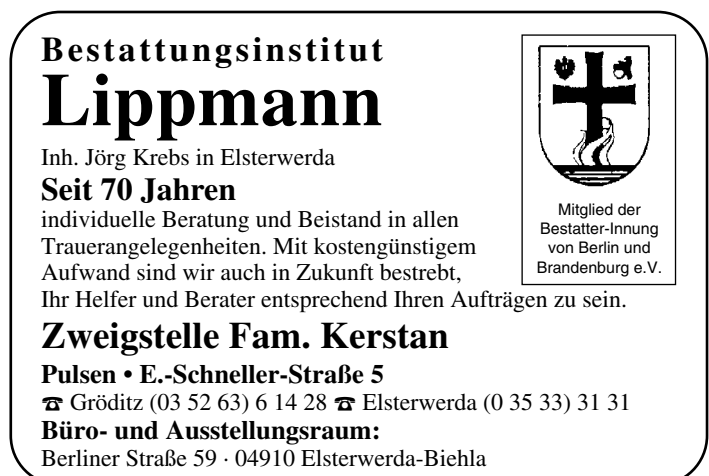 Bestattungsinstitut
Lippmann
Inh. Jörg Krebs in Elsterwerda
Seit 70 Jahren
individuelle Beratung und Beistand in allen
Trauerangelegenheiten. Mit kostengünstigem
Aufwand sind wir auch in Zukunft bestrebt,
Ihr Helfer und Berater entsprechend Ihren Aufträgen zu sein.
Mitglied der
Bestatter-Innung
von Berlin und
Brandenburg e.V.
Zweigstelle Fam. Kerstan
Pulsen • E.-Schneller-Straße 5
☎ Gröditz (03 52 63) 6 14 28 ☎ Elsterwerda (0 35 33) 31 31
Büro- und Ausstellungsraum:
Berliner Straße 59 · 04910 Elsterwerda-Biehla